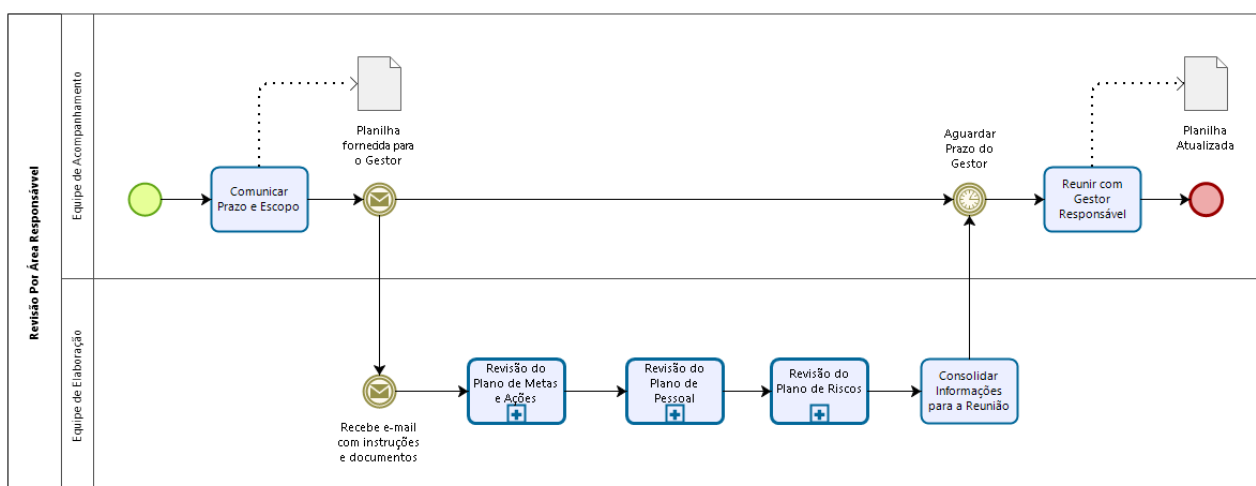 Revisão Por Área Responsávvel
Equipe de Acompanhamento
Comunicar
Prazo e Escopo
Planilha
fornecida para
o Gestor
Aguardar
Prazo do
Gestor
Reunir com
Gestor
Responsável
Planilha
Atualizada
Equipe de Elaboração
Recebe e-mail
com instruções
e documentos
Revisão do
Plano de Metas
e Ações
Revisão do
Plano de
Pessoal
Revisão do
Plano de Riscos
Consolidar
Informações
para a Reunião